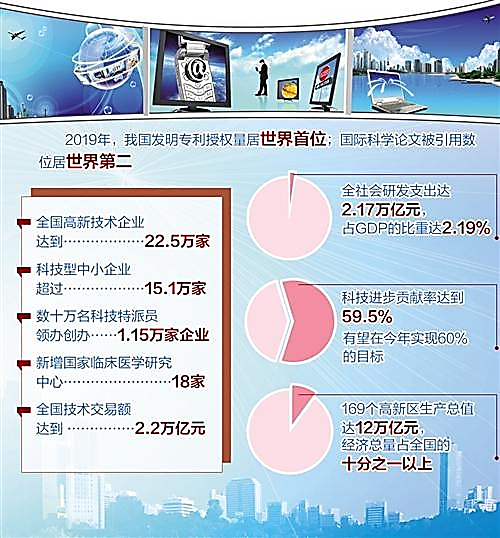 2019年，我国发明专利授权量居世界首位；国际科学论文被引用数
位居世界第二
全国高新技术企业
达到··················22.5万家
科技型中小企业
超过··················15.1万家
数十万名科技特派员
领办创办······1.15万家企业
新增国家临床医学研究
中心························18家
全国技术交易额
达到···············2.2万亿元
全社会研发支出达
2.17万亿元，
占GDP的比重达2.19%
科技进步贡献率达到
59.5%
有望在今年实现60%
的目标
169个高新区生产总值
达12万亿元，
经济总量占全国的
十分之一以上